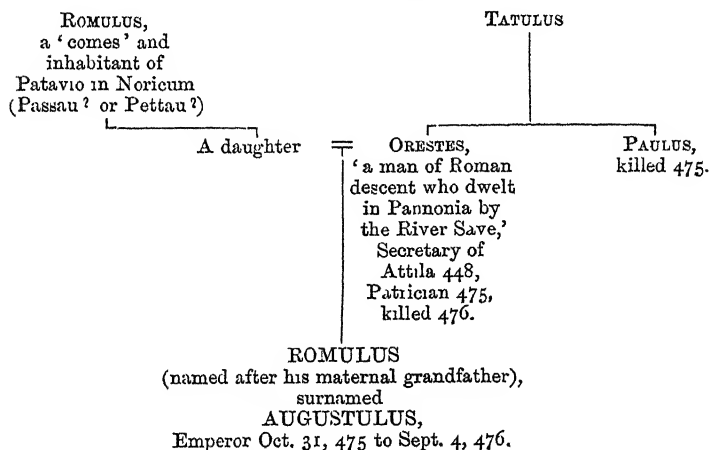 ROMULUS,
a ‘comes’ and
inhabitant of
Patavio in Noricum
(Passau? or Pettau?)
TATULUS
A daughter
=
ORESTES,
‘a man of Roman
descent who dwelt
in Pannonia by
the River Save,’
Secretary of
Attila 448,
Patrician 475,
killed 476.
PAULUS,
killed 475.
ROMULUS
(named after his maternal grandfather),
surnamed
AUGUSTULUS,
Emperor Oct. 31, 475 to Sept. 4, 476.